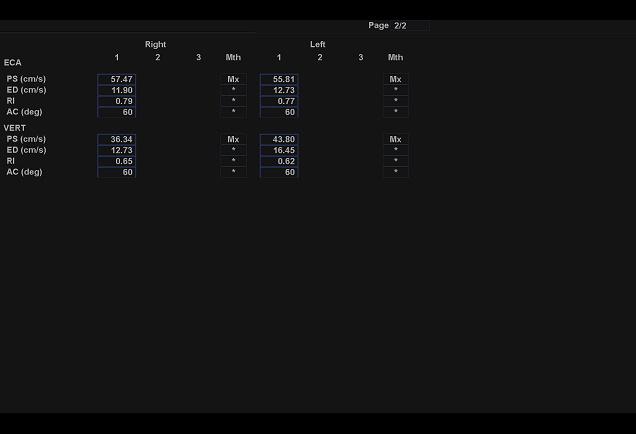 Page 2/2
Right Left
1 2 3 Mth 1 2 3 Mth
ECA
PS (cm/s) 57.47 Mx 55.81 Mx
ED (cm/s) 11.90 * 12.73 *
RI 0.79 * 0.77 *
AC (deg) 60 * 60 *
VERT
PS (cm/s) 36.34 Mx 43.80 Mx
ED (cm/s) 12.73 * 16.45 *
RI 0.65 * 0.62 *
AC (deg) 60 * 60 *